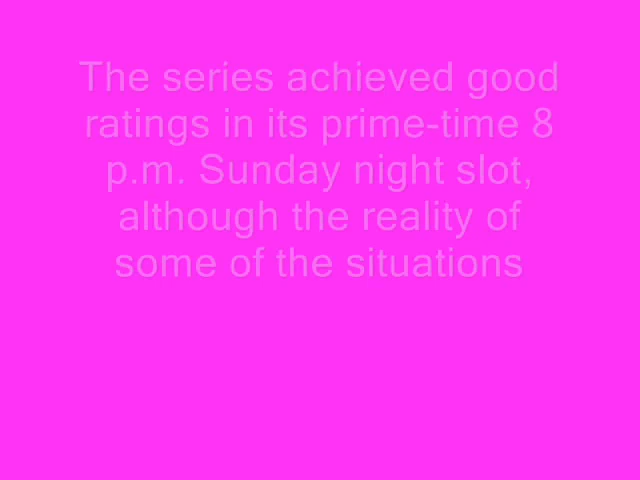 The series achieved good
ratings in its prime-time 8
p.m. Sunday night slot,
although the reality of
some of the situations